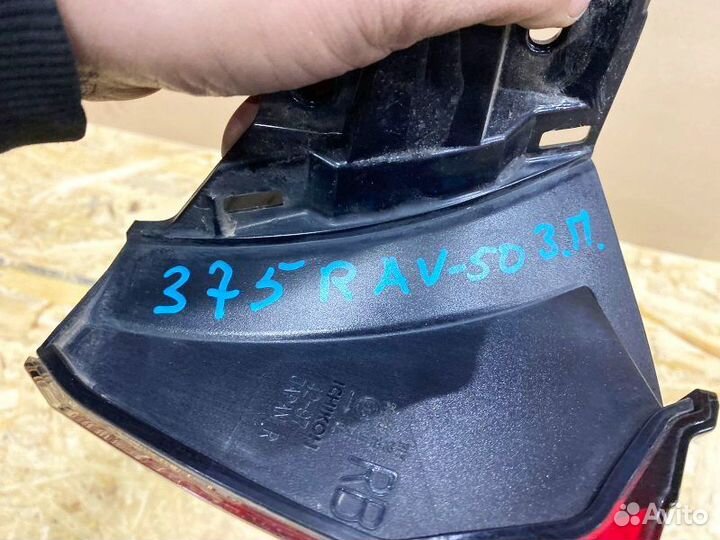 375 RAV-50 З.П.
ICHIKOH
JAPAN R
RB
Avito